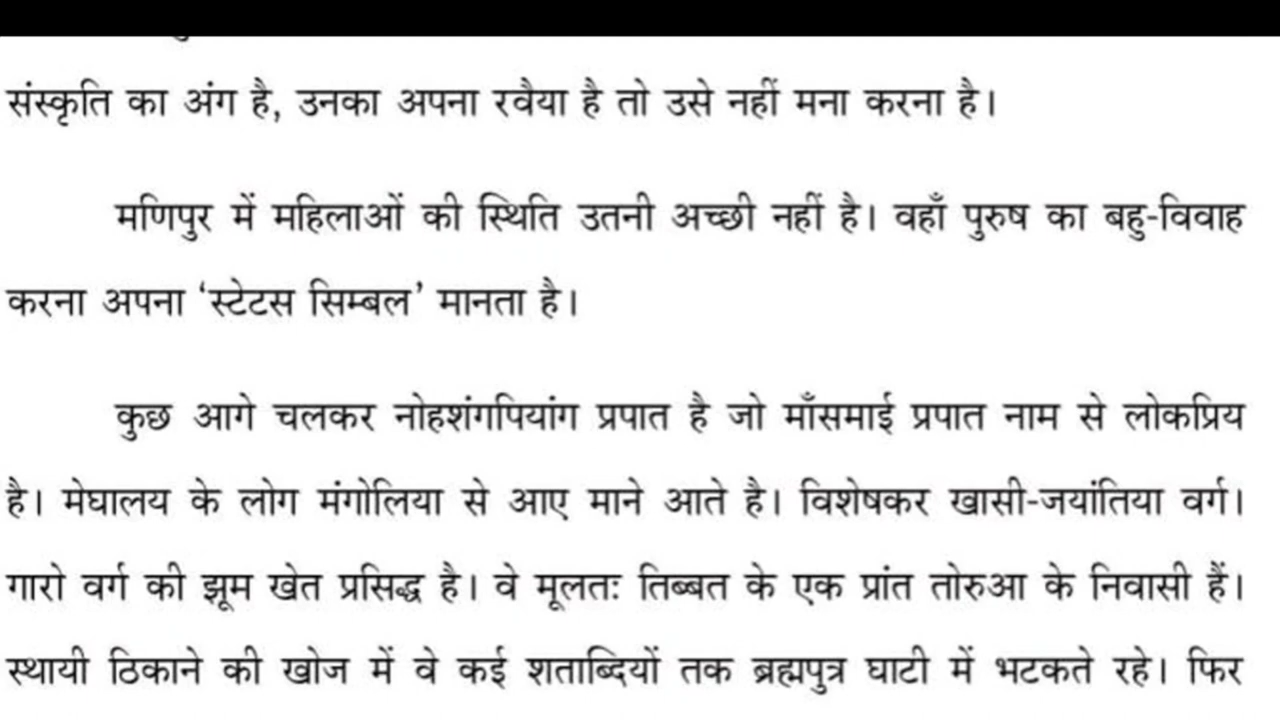 संस्कृति का अंग है, उनका अपना रवैया है तो उसे नहीं मना करना है।
मणिपुर में महिलाओं की स्थिति उतनी अच्छी नहीं है। वहाँ पुरुष का बहु-विवाह
करना अपना ‘स्टेटस सिम्बल’ मानता है।
कुछ आगे चलकर नोहशंगपियांग प्रपात है जो माँसमाई प्रपात नाम से लोकप्रिय
है। मेघालय के लोग मंगोलिया से आए माने आते है। विशेषकर खासी-जयांतिया वर्ग।
गारो वर्ग की झूम खेत प्रसिद्ध है। वे मूलतः तिब्बत के एक प्रांत तोरुआ के निवासी हैं।
स्थायी ठिकाने की खोज में वे कई शताब्दियों तक ब्रह्मपुत्र घाटी में भटकते रहे। फिर